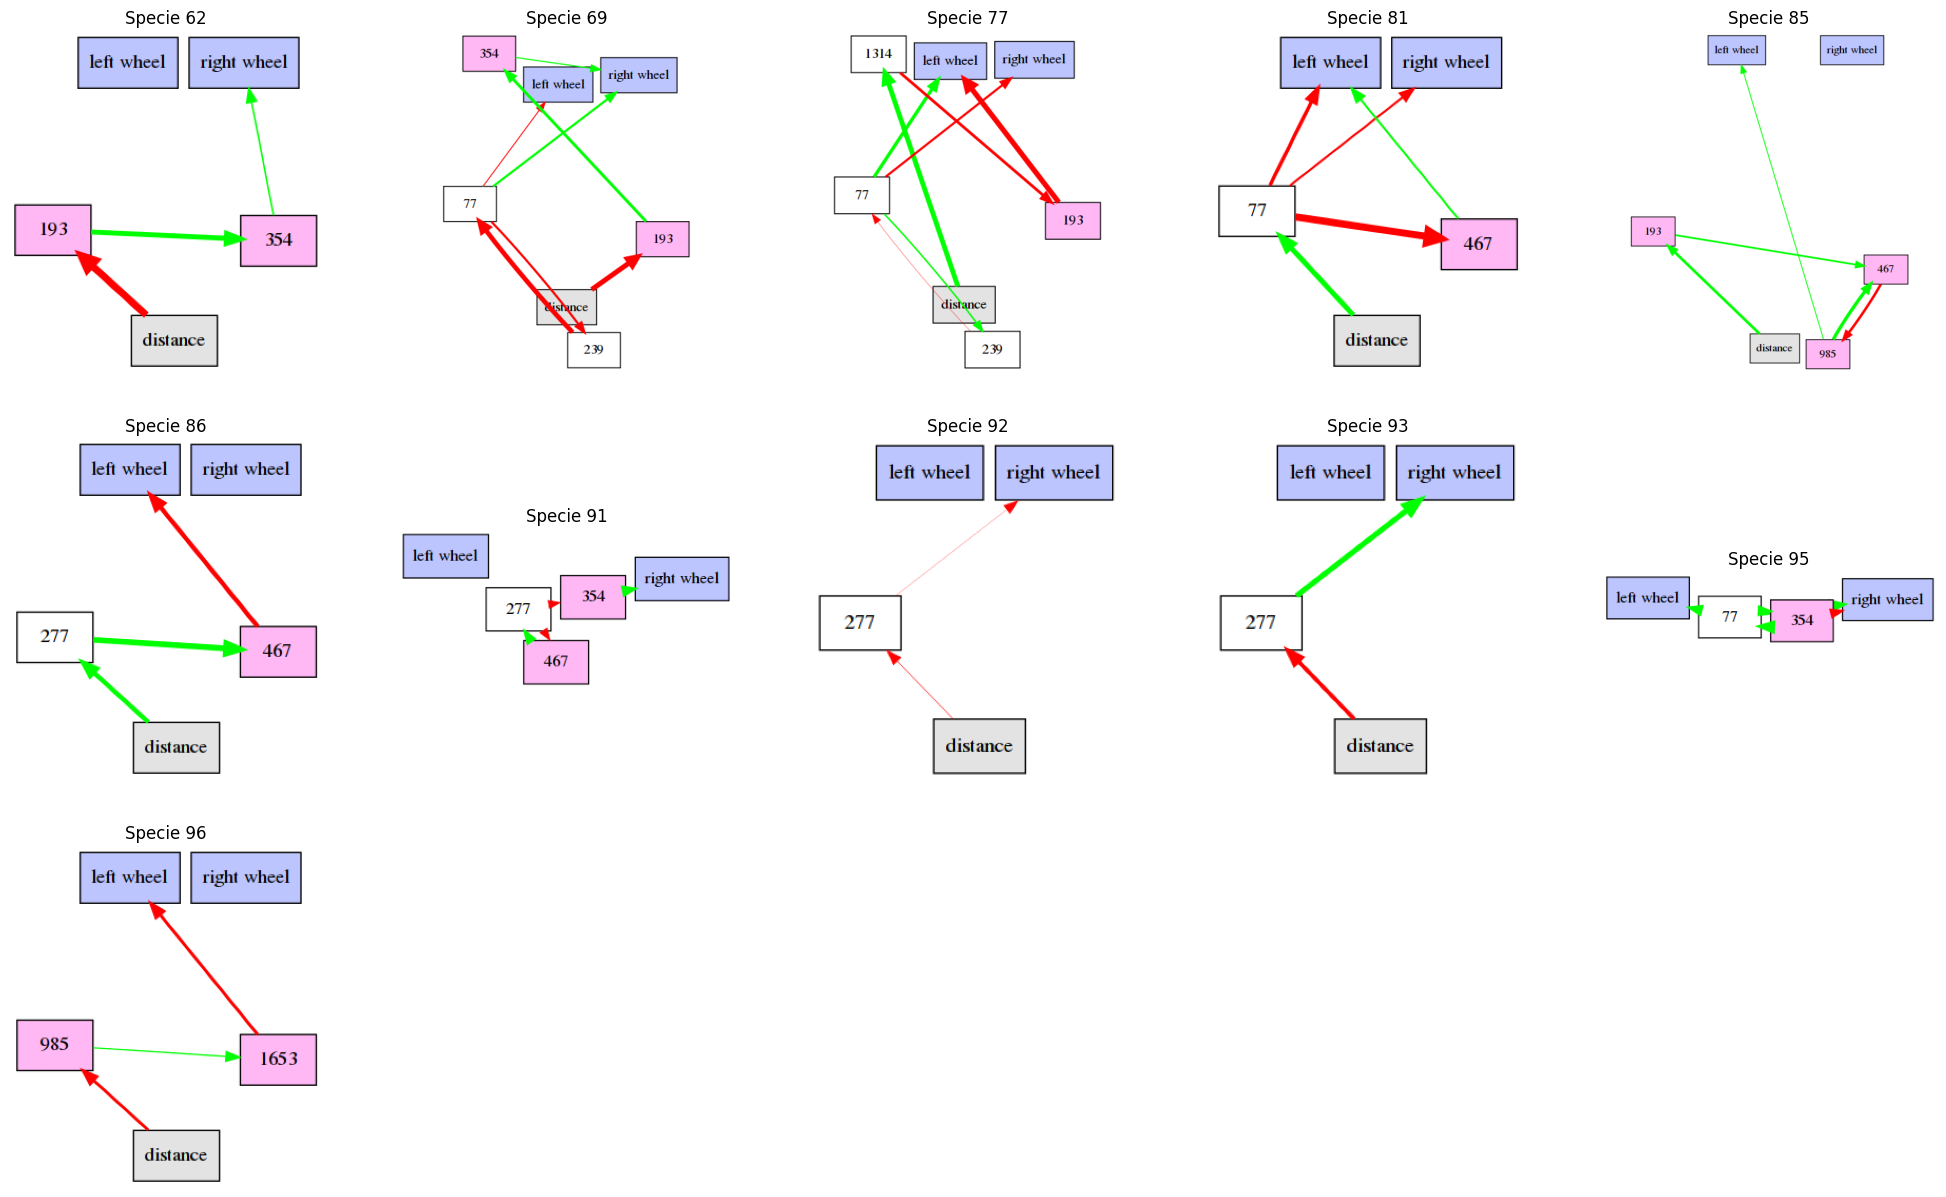 Specie 62
left wheel
right wheel
193
354
distance
Specie 69
354
left wheel
right wheel
77
193
distance
239
Specie 77
1314
left wheel
right wheel
77
193
distance
239
Specie 81
left wheel
right wheel
77
467
distance
Specie 85
left wheel
right wheel
193
467
distance
985
Specie 86
left wheel
right wheel
277
467
distance
Specie 91
left wheel
right wheel
277
354
467
Specie 92
left wheel
right wheel
277
distance
Specie 93
left wheel
right wheel
277
distance
Specie 95
left wheel
77
354
right wheel
Specie 96
left wheel
right wheel
985
1653
distance